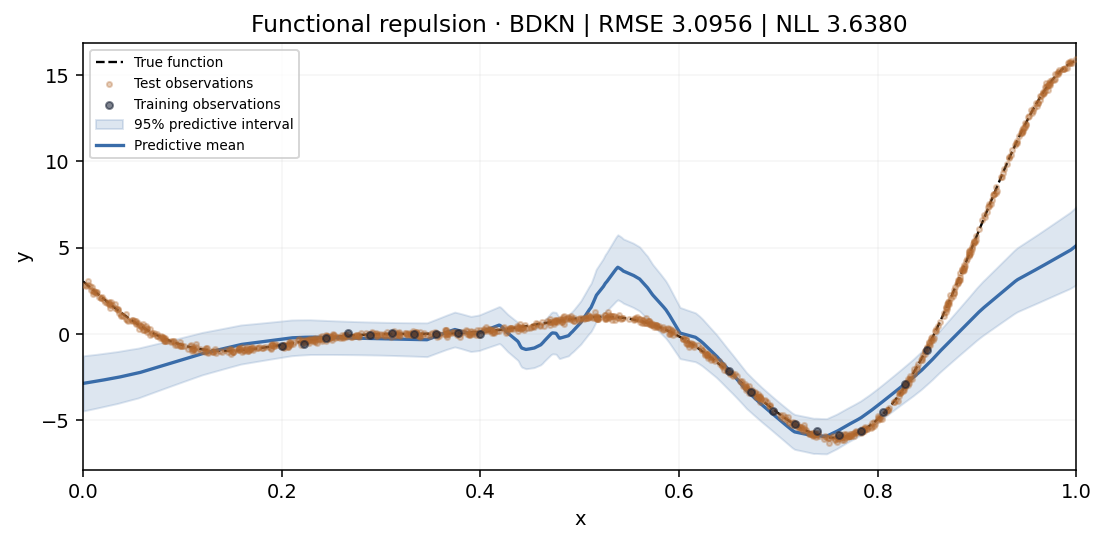 Functional repulsion · BDKN | RMSE 3.0956 | NLL 3.6380
True function
Test observations
Training observations
95% predictive interval
Predictive mean
y
15
10
5
0
−5
0.0 0.2 0.4 0.6 0.8 1.0
x